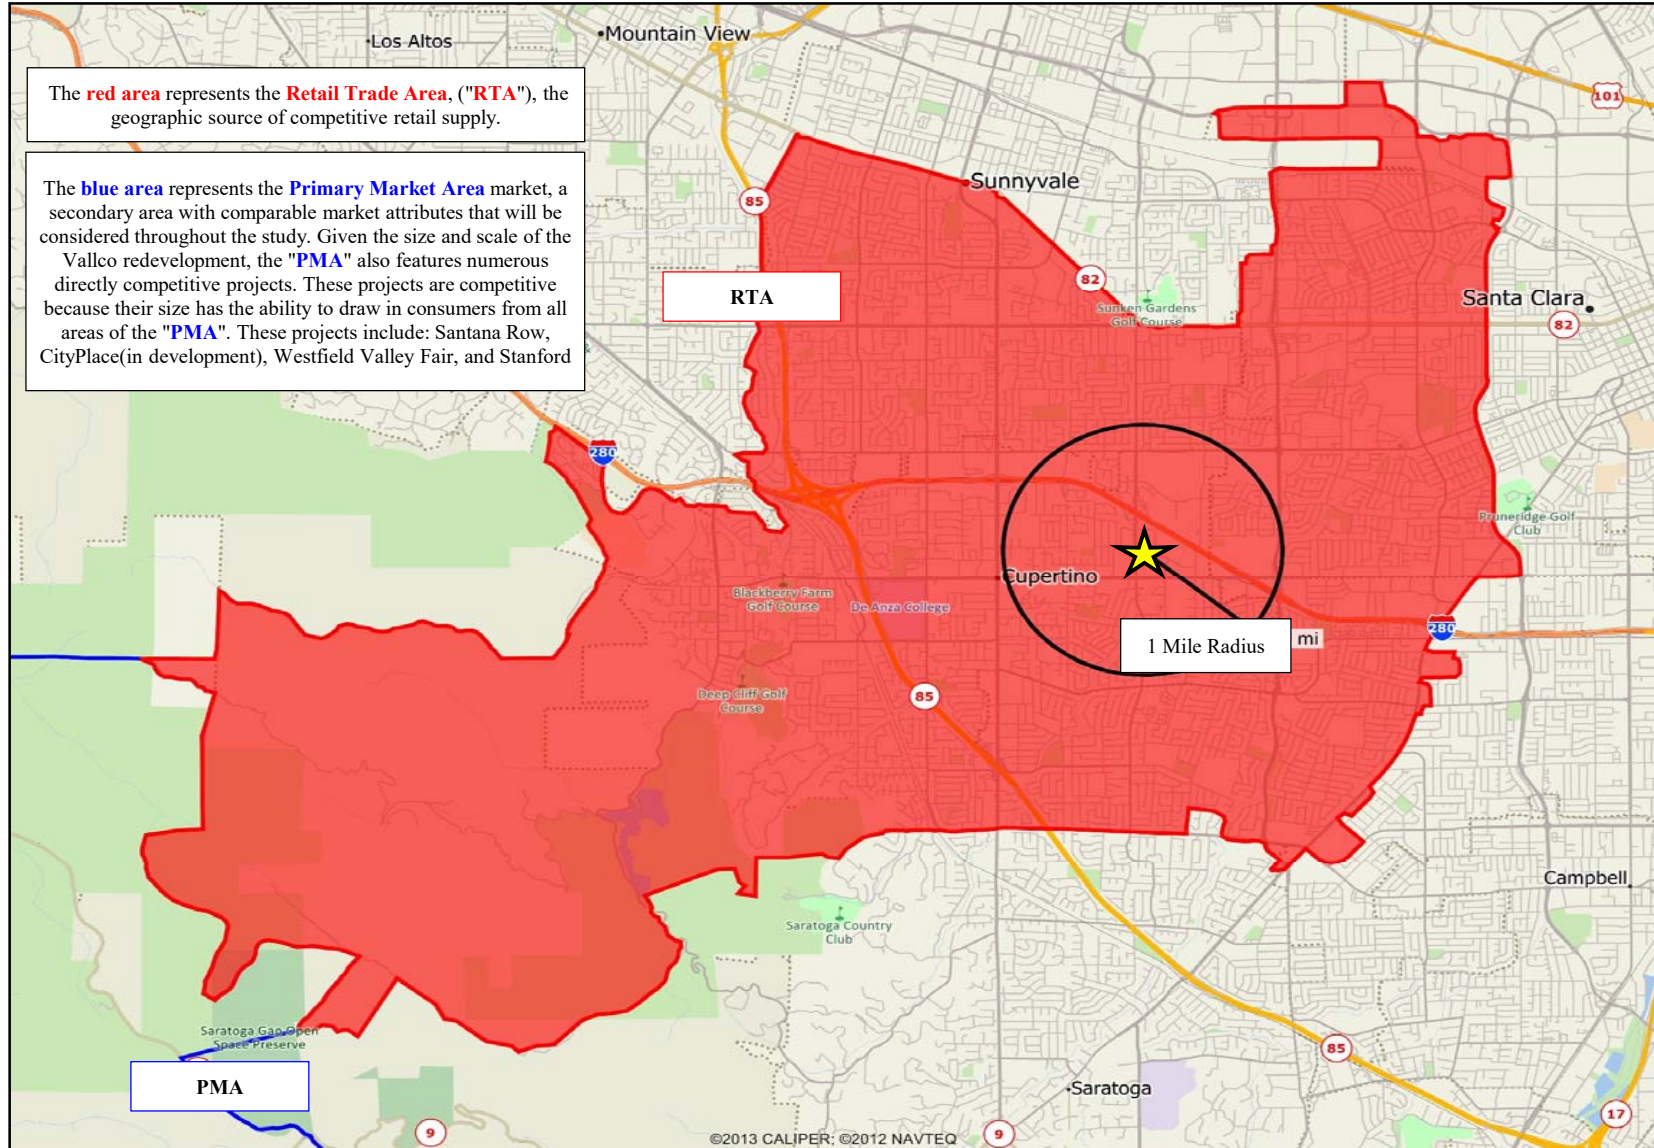 Los Altos
Mountain View
The red area represents the Retail Trade Area, ("RTA"), the
geographic source of competitive retail supply.
101
The blue area represents the Primary Market Area market, a
secondary area with comparable market attributes that will be
considered throughout the study. Given the size and scale of the
Vallco redevelopment, the "PMA" also features numerous
directly competitive projects. These projects are competitive
because their size has the ability to draw in consumers from all
areas of the "PMA". These projects include: Santana Row,
CityPlace(in development), Westfield Valley Fair, and Stanford
85
Sunnyvale
82
RTA
Sunken Gardens
Golf Course
Santa Clara
82
280
Pruneridge Golf
Club
Cupertino
Blackberry Farm
Golf Course
De Anza College
280
1 Mile Radius
mi
Deep Cliff Golf
Course
85
Campbell
Saratoga Country
Club
Saratoga Gap Open
Space Preserve
85
PMA
Saratoga
17
9
9
©2013 CALIPER; ©2012 NAVTEQ